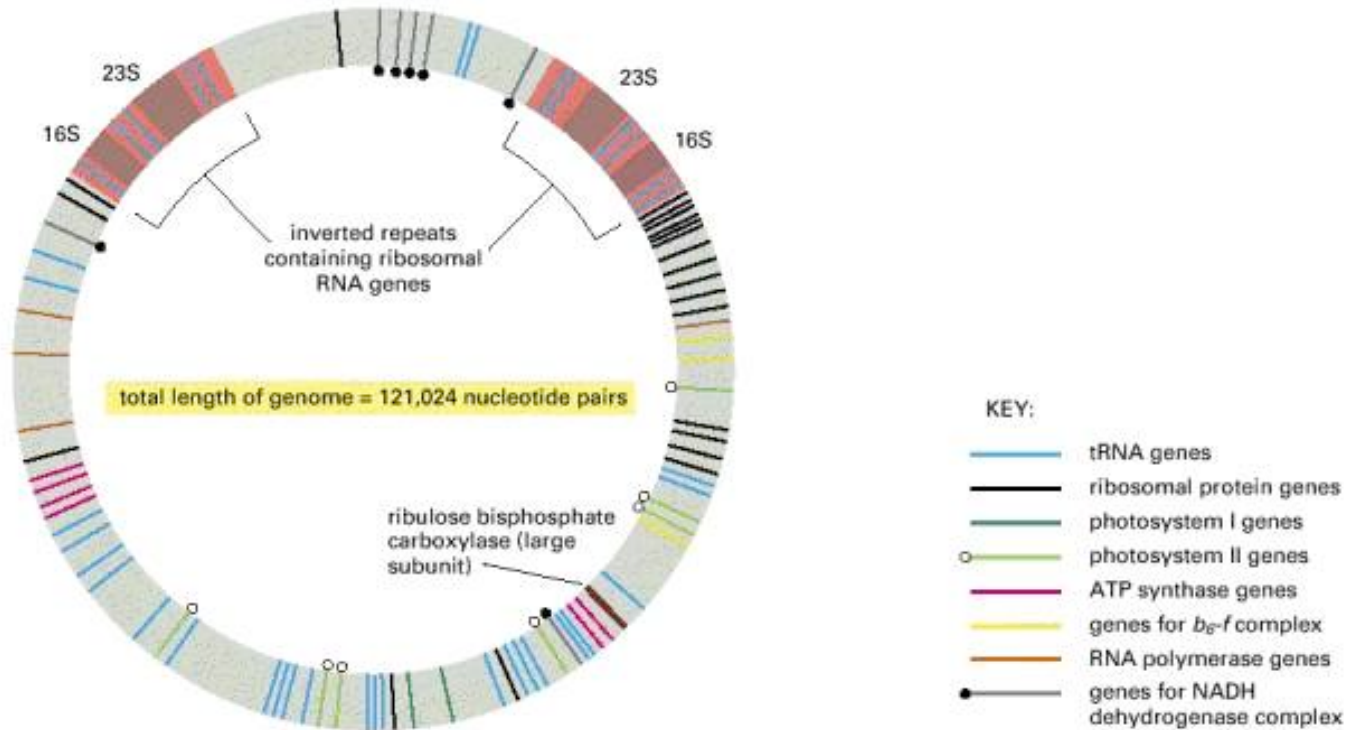 23S
16S
23S
16S
inverted repeats
containing ribosomal
RNA genes
total length of genome = 121,024 nucleotide pairs
ribulose bisphosphate
carboxylase (large
subunit)
KEY:
tRNA genes
ribosomal protein genes
photosystem I genes
photosystem II genes
ATP synthase genes
genes for b6-f complex
RNA polymerase genes
genes for NADH
dehydrogenase complex